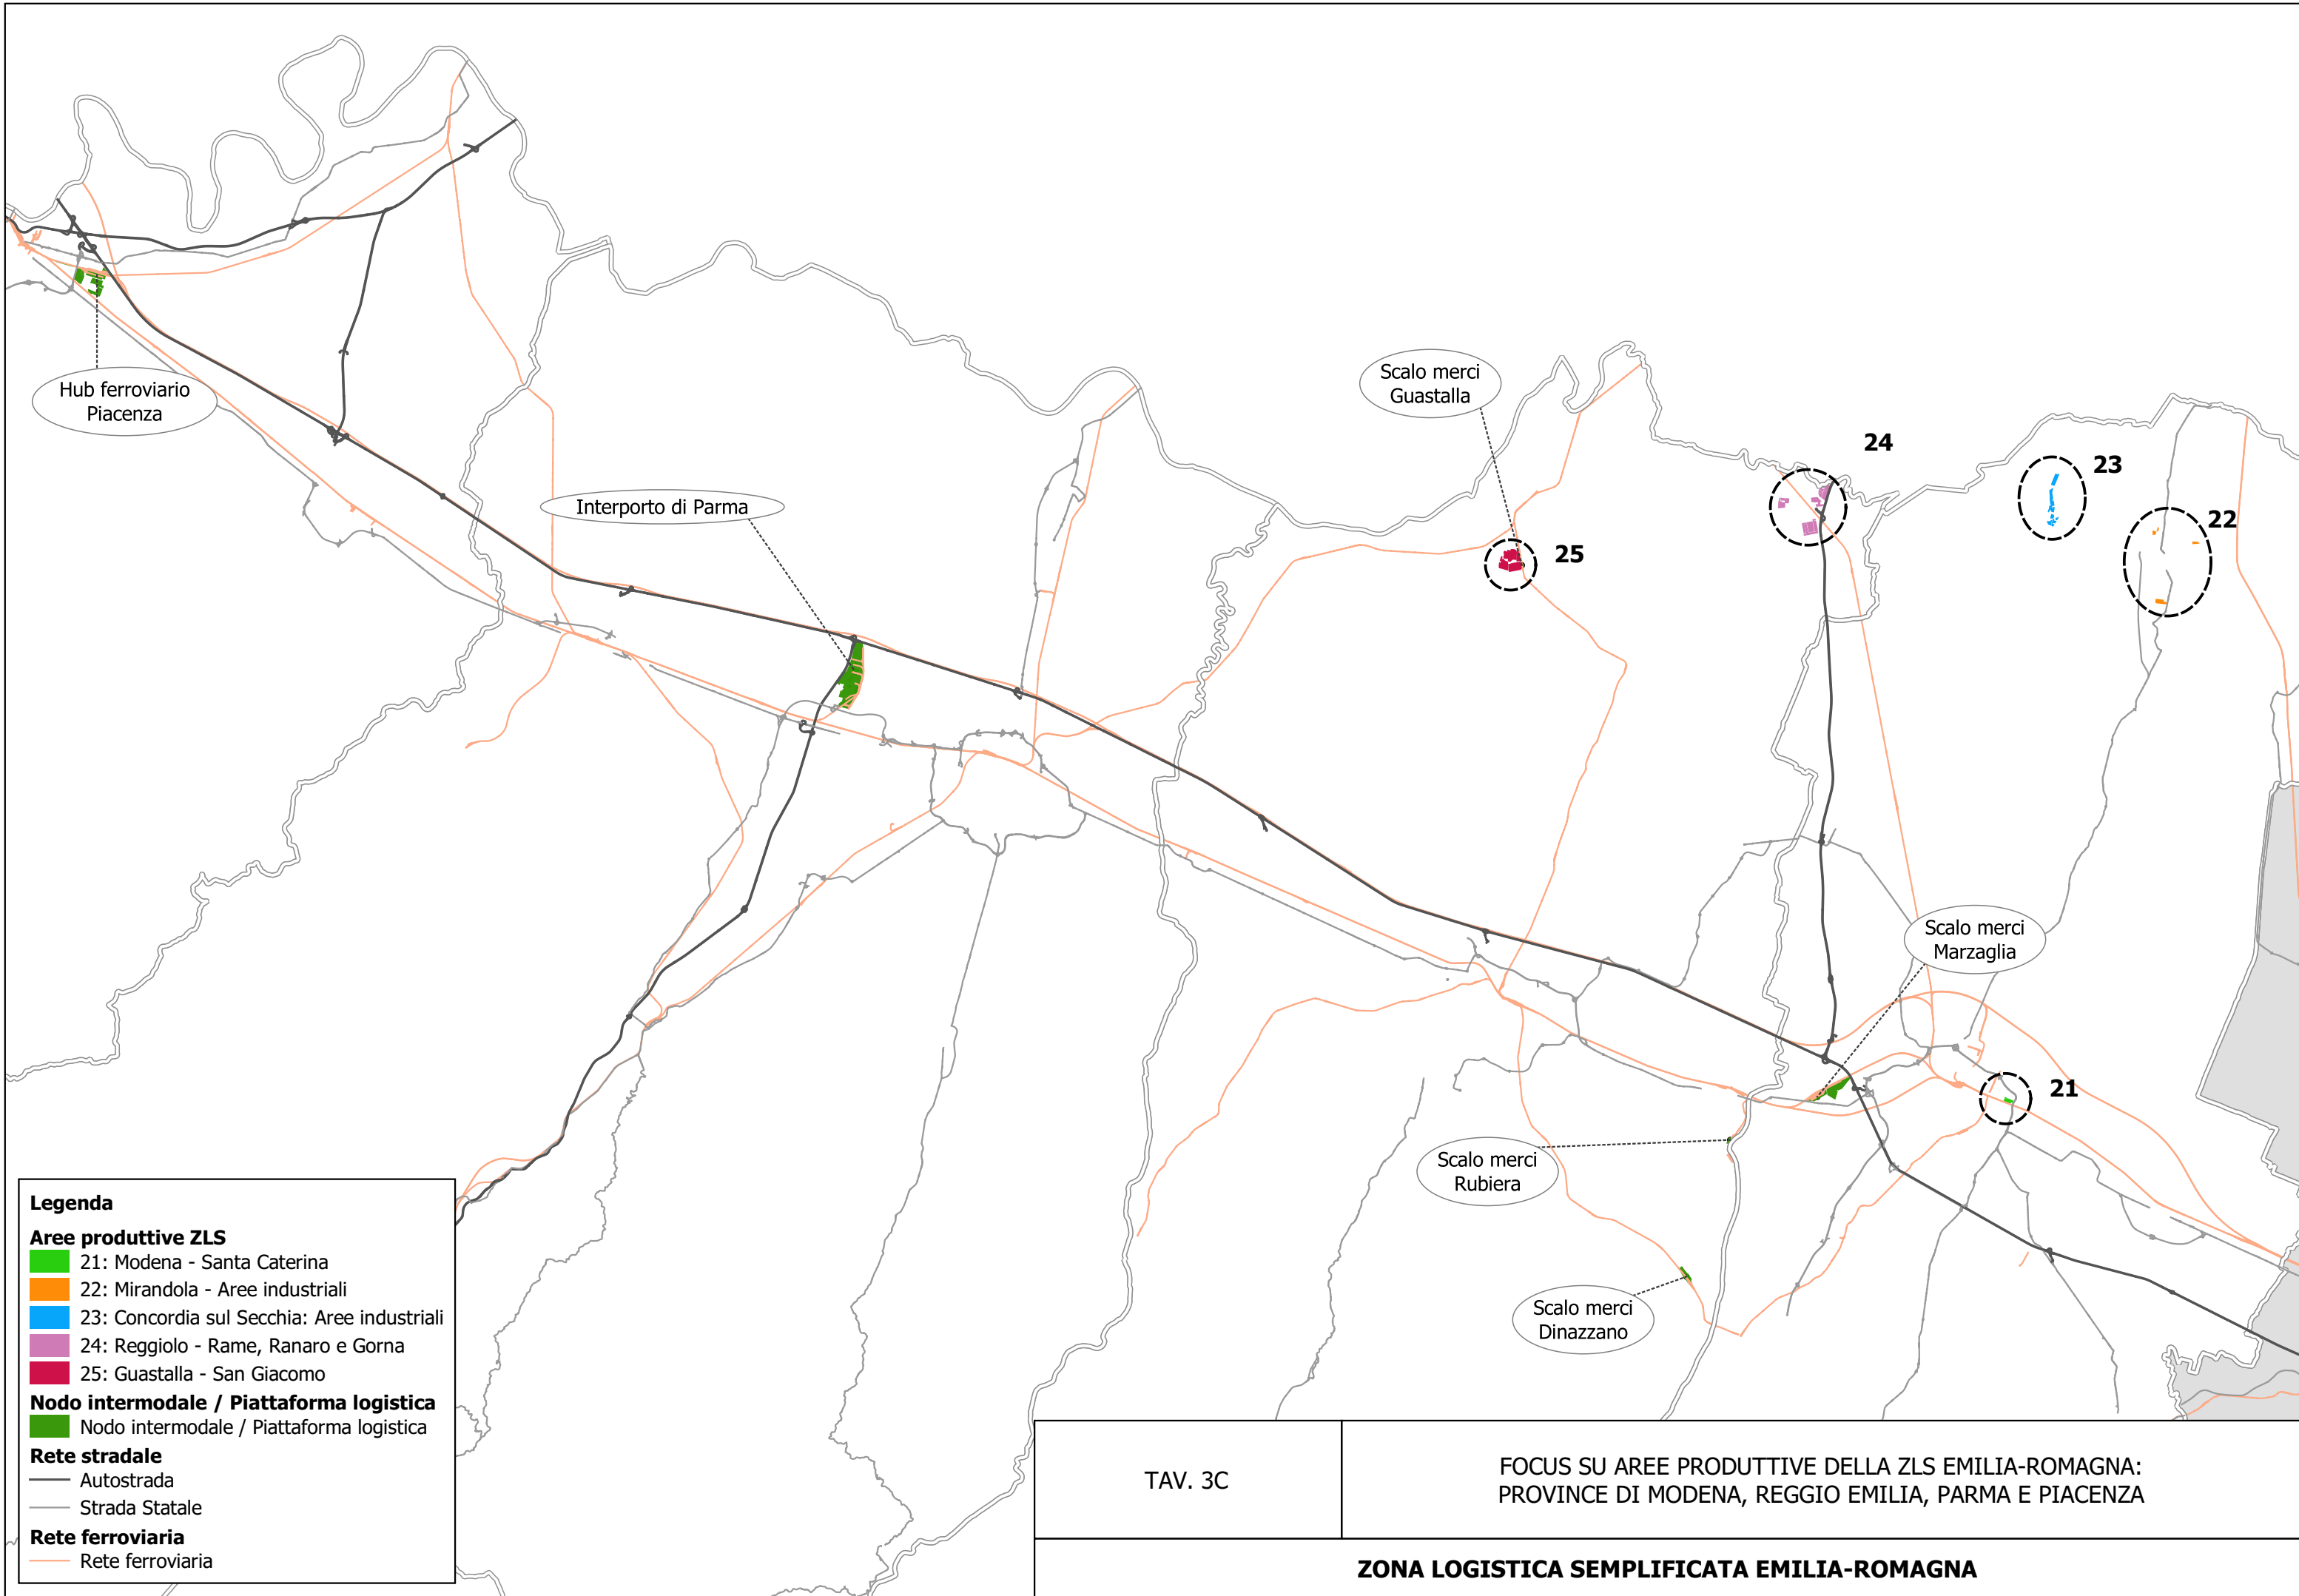 Hub ferroviario
Piacenza
Interporto di Parma
Scalo merci
Guastalla
24
23
22
25
Scalo merci
Marzaglia
21
Scalo merci
Rubiera
Scalo merci
Dinazzano
Legenda
Aree produttive ZLS
21: Modena - Santa Caterina
22: Mirandola - Aree industriali
23: Concordia sul Secchia: Aree industriali
24: Reggiolo - Rame, Ranaro e Gorna
25: Guastalla - San Giacomo
Nodo intermodale / Piattaforma logistica
Nodo intermodale / Piattaforma logistica
Rete stradale
Autostrada
Strada Statale
Rete ferroviaria
Rete ferroviaria
TAV. 3C
FOCUS SU AREE PRODUTTIVE DELLA ZLS EMILIA-ROMAGNA:
PROVINCE DI MODENA, REGGIO EMILIA, PARMA E PIACENZA
ZONA LOGISTICA SEMPLIFICATA EMILIA-ROMAGNA